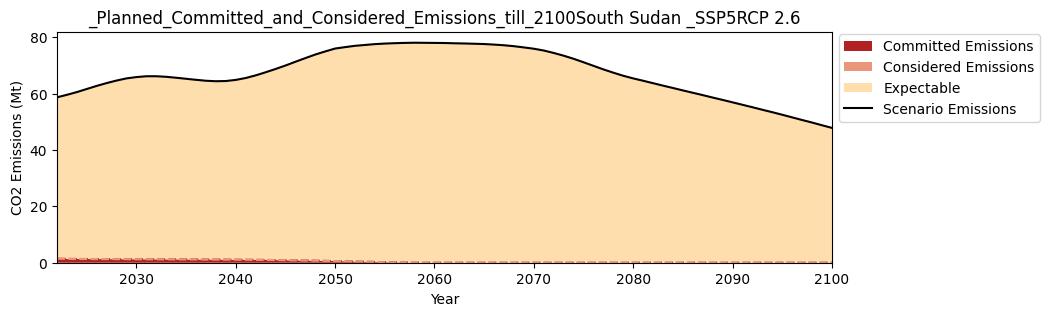 _Planned_Committed_and_Considered_Emissions_till_2100South Sudan _SSP5RCP 2.6
80
60
40
20
0
CO2 Emissions (Mt)
2030 2040 2050 2060 2070 2080 2090 2100
Year
Committed Emissions
Considered Emissions
Expectable
Scenario Emissions